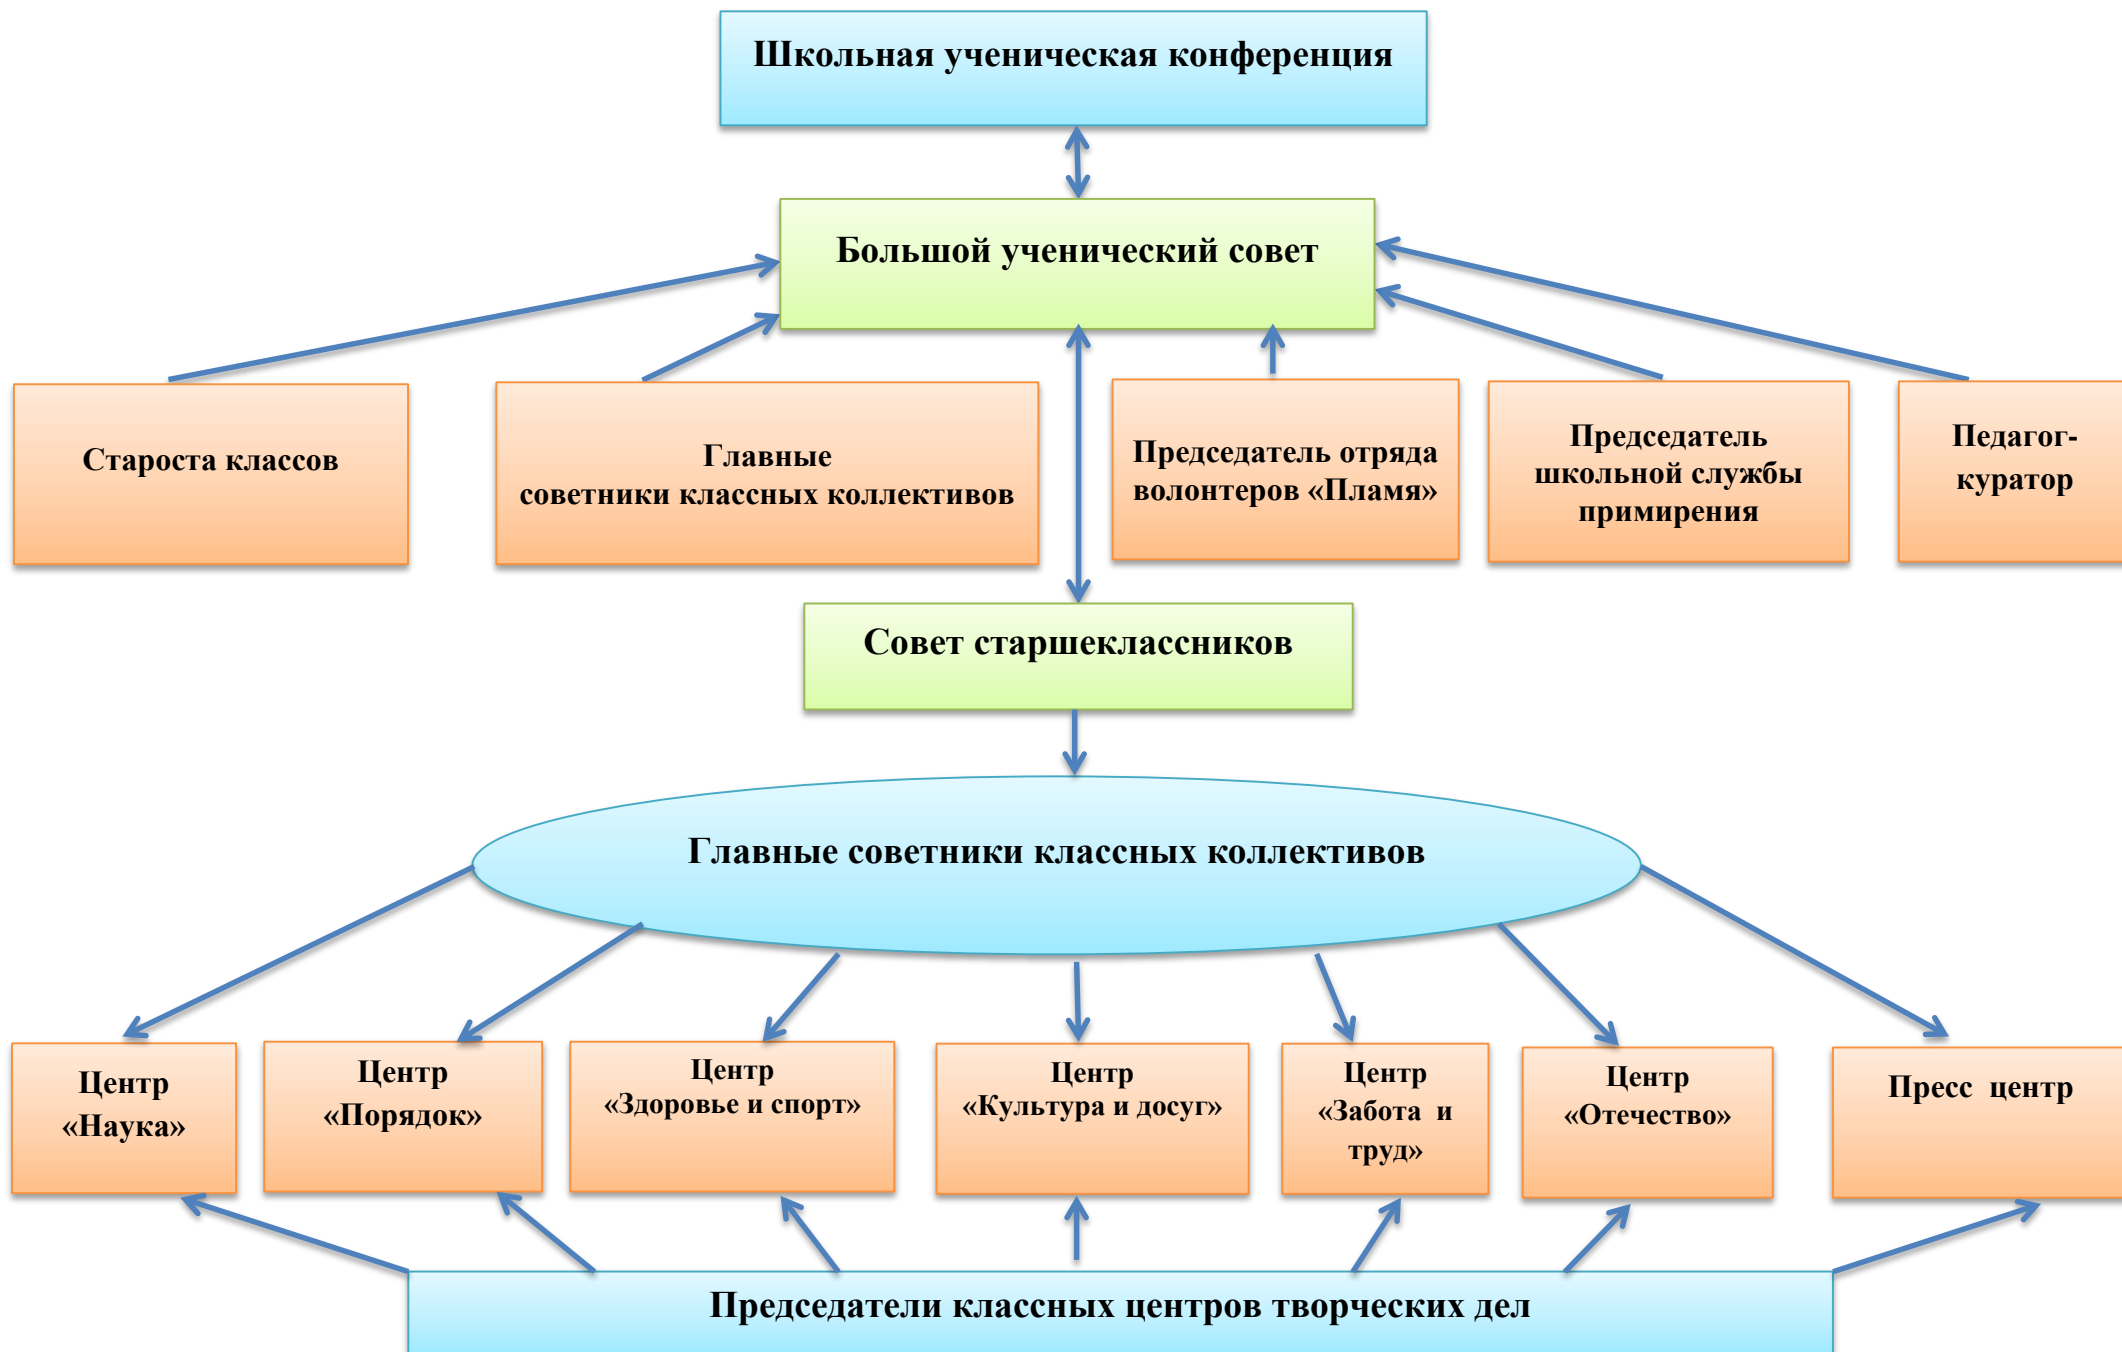 Школьная ученическая конференция
Большой ученический совет
Староста классов
Главные
советники классных коллективов
Председатель отряда
волонтеров «Пламя»
Председатель
школьной службы
примирения
Педагог-
куратор
Совет старшеклассников
Главные советники классных коллективов
Центр
«Наука»
Центр
«Порядок»
Центр
«Здоровье и спорт»
Центр
«Культура и досуг»
Центр
«Забота и
труд»
Центр
«Отечество»
Пресс центр
Председатели классных центров творческих дел